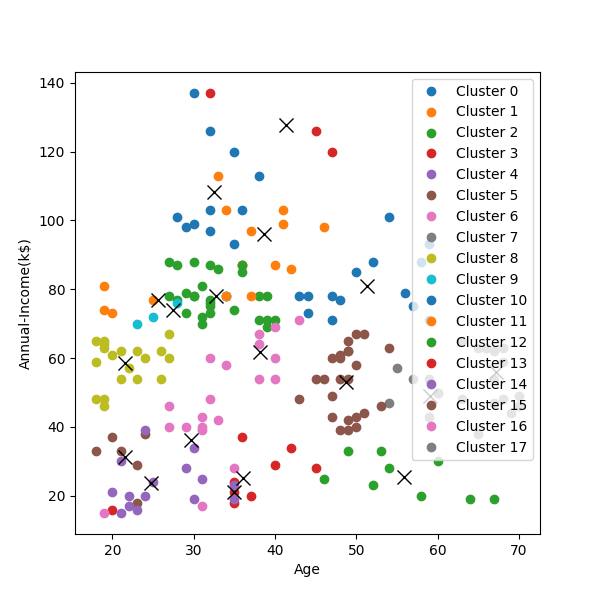 Cluster 0
Cluster 1
Cluster 2
Cluster 3
Cluster 4
Cluster 5
Cluster 6
Cluster 7
Cluster 8
Cluster 9
Cluster 10
Cluster 11
Cluster 12
Cluster 13
Cluster 14
Cluster 15
Cluster 16
Cluster 17
Annual-Income(k$)
140
120
100
80
60
40
20
20 30 40 50 60 70
Age